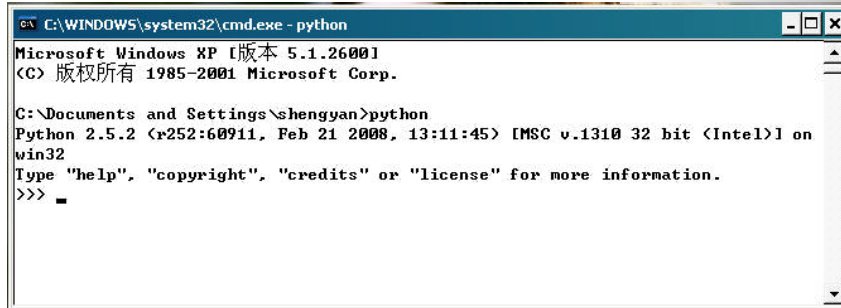 C:\WINDOWS\system32\cmd.exe - python
Microsoft Windows XP [版本 5.1.2600]
(C) 版权所有 1985-2001 Microsoft Corp.
C:\Documents and Settings\shengyan>python
Python 2.5.2 (r252:60911, Feb 21 2008, 13:11:45) [MSC v.1310 32 bit (Intel)] on
win32
Type "help", "copyright", "credits" or "license" for more information.
>>>